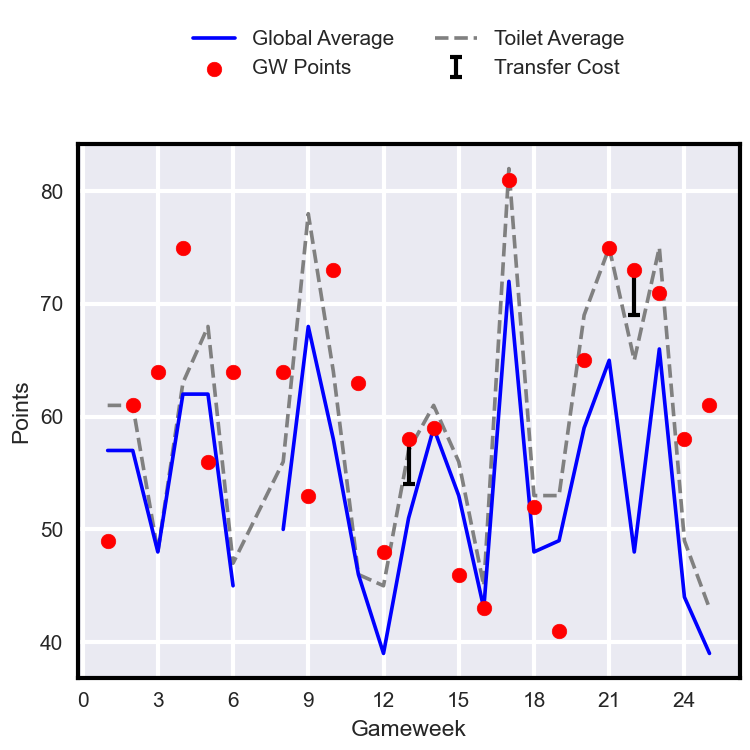 Global Average Toilet Average
GW Points Transfer Cost
80
70
60
50
40
Points
0 3 6 9 12 15 18 21 24
Gameweek